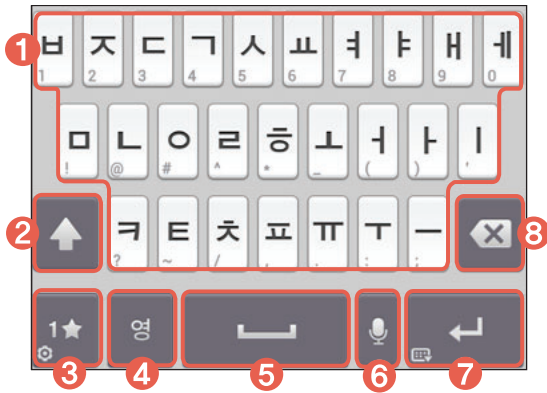 1 ㅂ ㅈ ㄷ ㄱ ㅅ ㅛ ㅕ ㅑ ㅐ ㅔ
1 2 3 4 5 6 7 8 9 0
ㅁ ㄴ ㅇ ㄹ ㅎ ㅗ ㅓ ㅏ ㅣ
! @ # ^ * _ ( ) '
2 ㅋ ㅌ ㅊ ㅍ ㅠ ㅜ ㅡ 8
? ~ / , . : ;
1★ 영
3 4 5 6 7